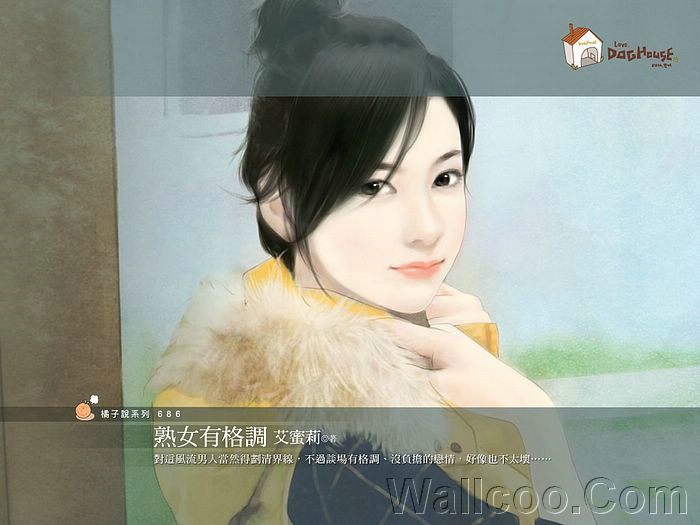 Love
DOGHOUSE
橘子說系列 686
熟女有格調 艾蜜莉◎著
對這風流男人當然得劃清界線，不過談場有格調、沒負擔的戀情，好像也不太壞……
Wallcoo.Com